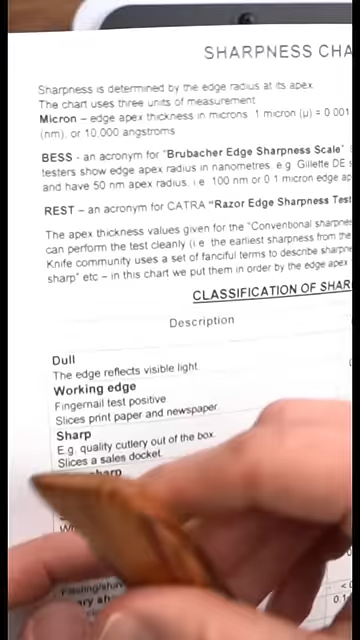 SHARPNESS CHA
Sharpness is determined by the edge radius at its apex.
The chart uses three units of measurement
Micron – edge apex thickness in microns. 1 micron (µ) = 0.001
(nm), or 10,000 angstroms
BESS - an acronym for "Brubacher Edge Sharpness Scale"
testers show edge apex radius in nanometres. e.g. Gillette DE
and have 50 nm apex radius, i.e. 100 nm or 0.1 micron edge ap
REST – an acronym for CATRA "Razor Edge Sharpness Test
The apex thickness values given for the "Conventional sharpnes
can perform the test cleanly (i.e. the earliest sharpness from the
Knife community uses a set of fanciful terms to describe sharpne
sharp" etc – in this chart we put them in order by the edge apex
CLASSIFICATION OF SHAR
Description
Dull
The edge reflects visible light.
Working edge
Fingernail test positive
Slices print paper and newspaper
Sharp
E.g. quality cutlery out of the box.
Slices a sales docket.
harp
ary sh